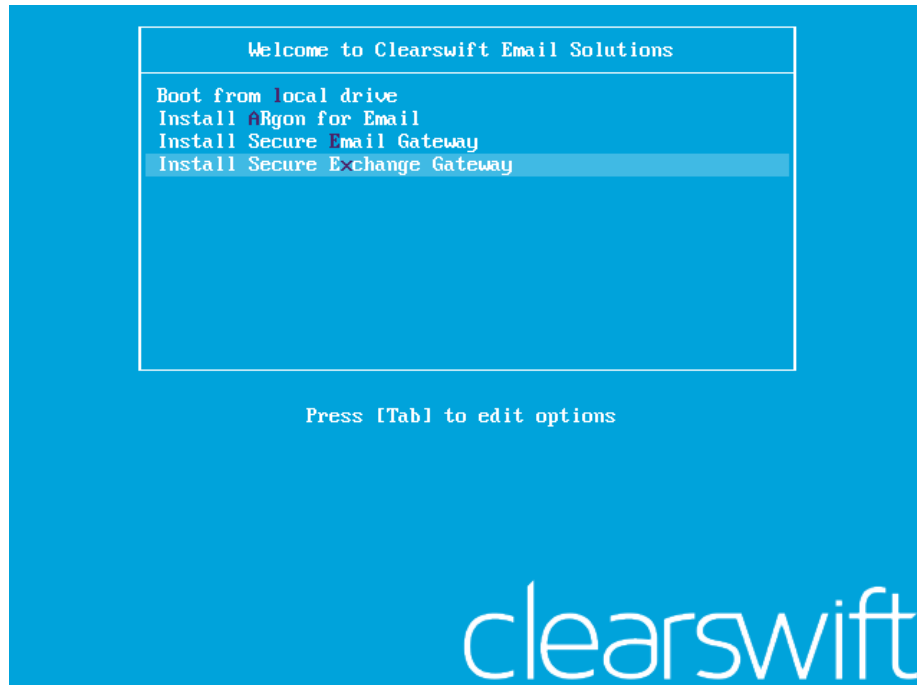 Welcome to Clearswift Email Solutions
Boot from local drive
Install ARgon for Email
Install Secure Email Gateway
Install Secure Exchange Gateway
Press [Tab] to edit options
clearswift